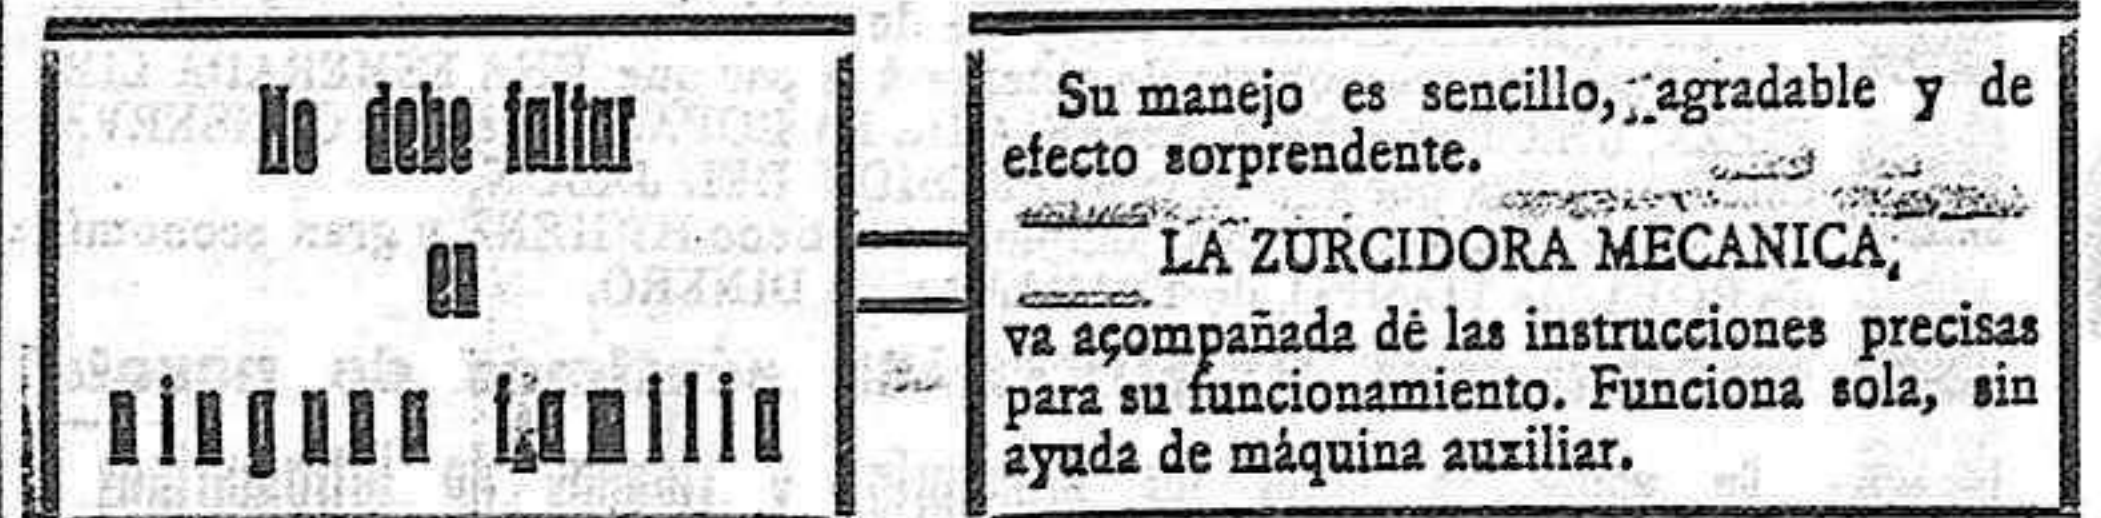 No debe faltar
en
ninguna familia
Su manejo es sencillo, agradable y de
efecto sorprendente.
LA ZURCIDORA MECANICA,
va acompañada de las instrucciones precisas
para su funcionamiento. Funciona sola, sin
ayuda de máquina auxiliar.